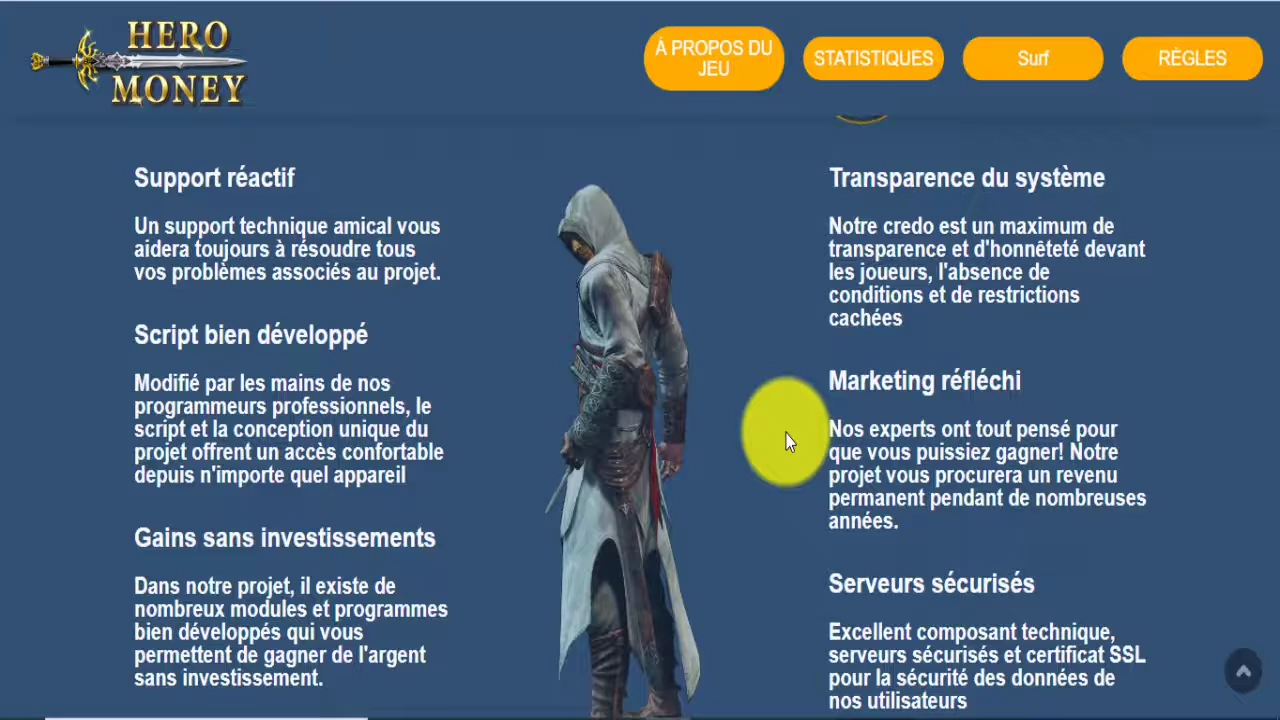 HERO
MONEY
À PROPOS DU
JEU
STATISTIQUES
Surf
RÈGLES
Support réactif
Un support technique amical vous
aidera toujours à résoudre tous
vos problèmes associés au projet.
Script bien développé
Modifié par les mains de nos
programmeurs professionnels, le
script et la conception unique du
projet offrent un accès confortable
depuis n'importe quel appareil
Gains sans investissements
Dans notre projet, il existe de
nombreux modules et programmes
bien développés qui vous
permettent de gagner de l'argent
sans investissement.
Transparence du système
Notre credo est un maximum de
transparence et d'honnêteté devant
les joueurs, l'absence de
conditions et de restrictions
cachées
Marketing réfléchi
Nos experts ont tout pensé pour
que vous puissiez gagner! Notre
projet vous procurera un revenu
permanent pendant de nombreuses
années.
Serveurs sécurisés
Excellent composant technique,
serveurs sécurisés et certificat SSL
pour la sécurité des données de
nos utilisateurs